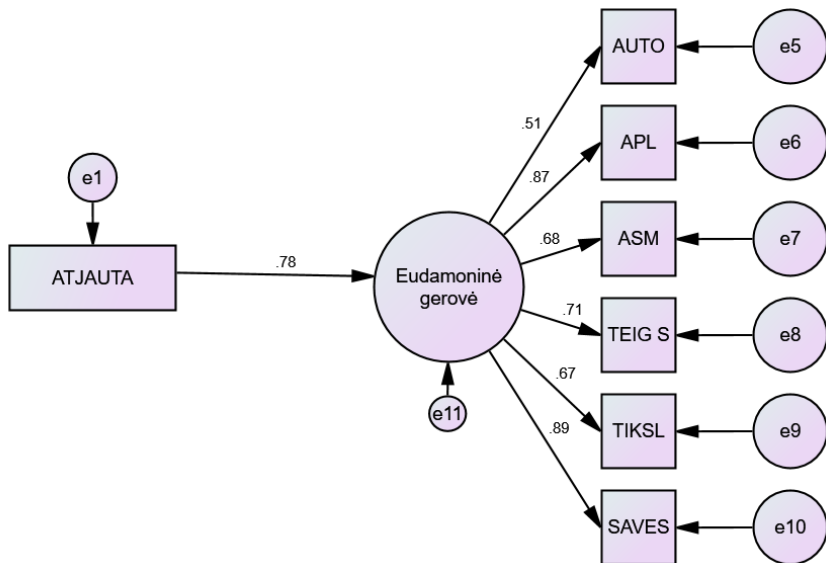 AUTO
e5
.51
APL
e6
.87
e1
ASM
e7
.68
ATJAUTA
.78
Eudamoninė
gerovė
.71
TEIG S
e8
.67
e11
.89
TIKSL
e9
SAVES
e10